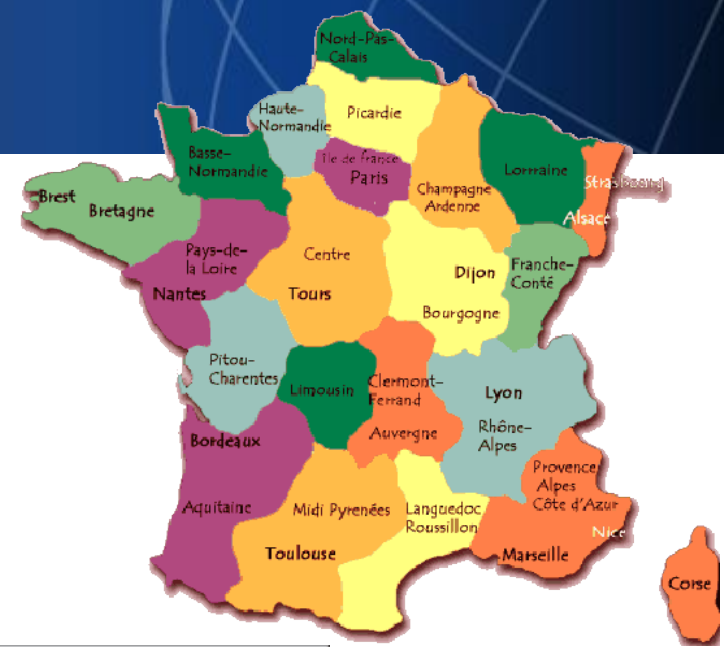 Nord-Pas-
Calais
Haute-
Normandie
Picardie
Basse-
Normandie
Ile de france
Paris
Champagne
Ardenne
Lorraine
Strasbourg
Alsace
Brest
Bretagne
Pays-de-
la Loire
Nantes
Centre
Tours
Dijon
Bourgogne
Franche-
Conté
Pitou-
Charentes
Limousin
Clermont-
Ferrand
Auvergne
Lyon
Rhône-
Alpes
Bordeaux
Aquitaine
Midi Pyrenées
Toulouse
Languedoc
Roussillon
Provence
Alpes
Côte d'Azur
Nice
Marseille
Corse